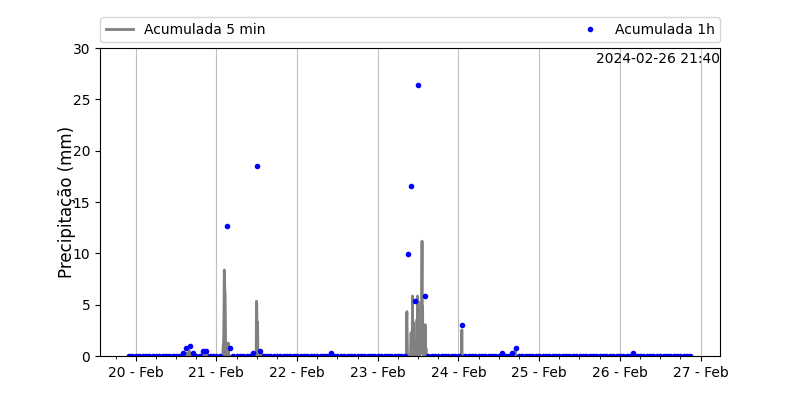 Acumulada 5 min Acumulada 1h
2024-02-26 21:40
Precipitação (mm)
30
25
20
15
10
5
0
20 - Feb 21 - Feb 22 - Feb 23 - Feb 24 - Feb 25 - Feb 26 - Feb 27 - Feb